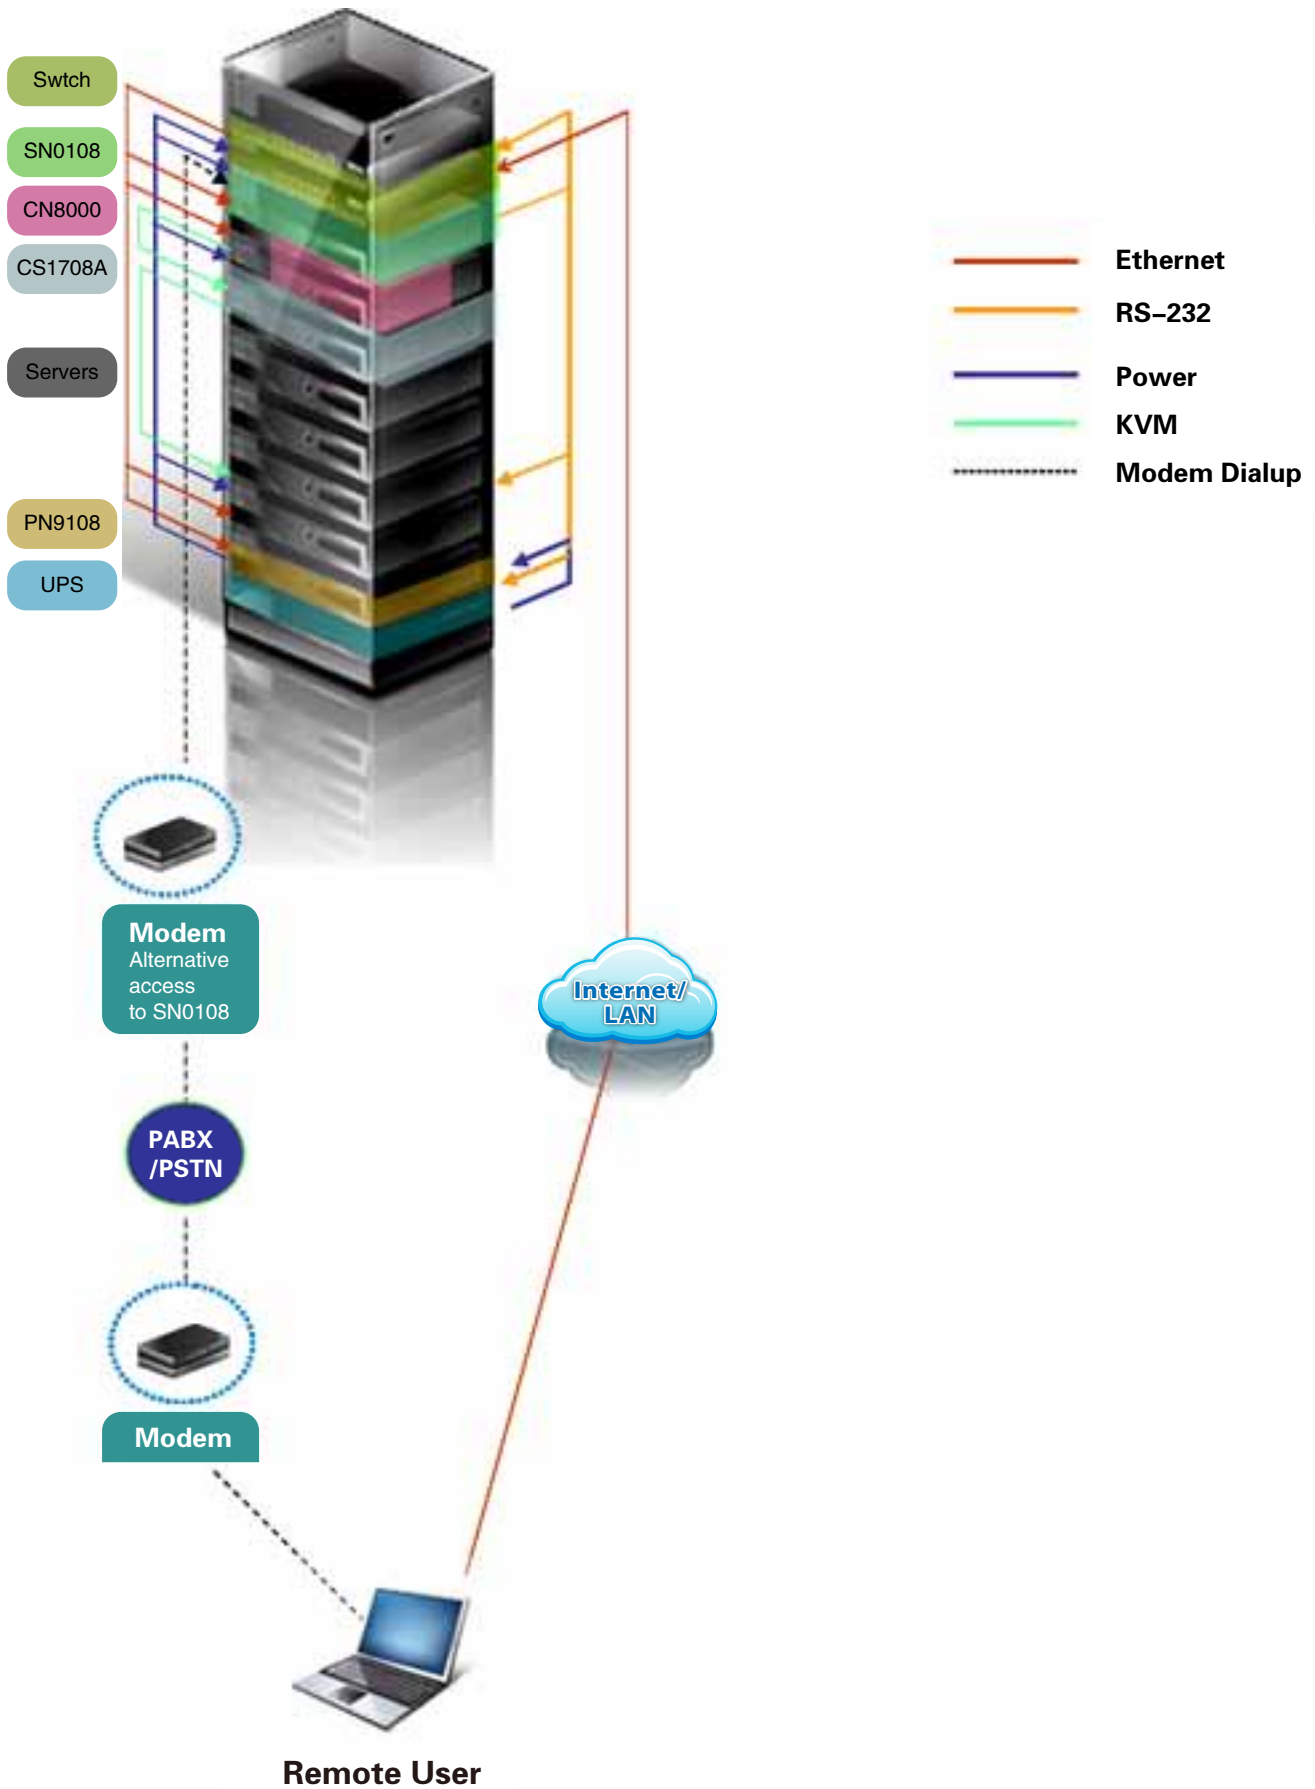 Swtch
SN0108
CN8000
CS1708A
Servers
PN9108
UPS
Ethernet
RS-232
Power
KVM
Modem Dialup
Modem
Alternative
access
to SN0108
Internet/
LAN
PABX
/PSTN
Modem
Remote User